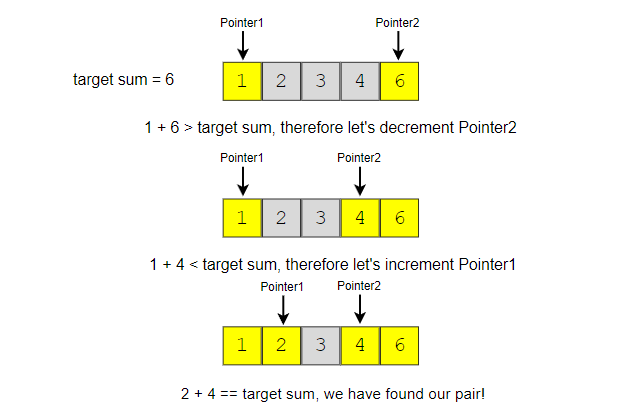 Pointer1 Pointer2
target sum = 6 1 2 3 4 6
1 + 6 > target sum, therefore let's decrement Pointer2
Pointer1 Pointer2
1 2 3 4 6
1 + 4 < target sum, therefore let's increment Pointer1
Pointer1 Pointer2
1 2 3 4 6
2 + 4 == target sum, we have found our pair!